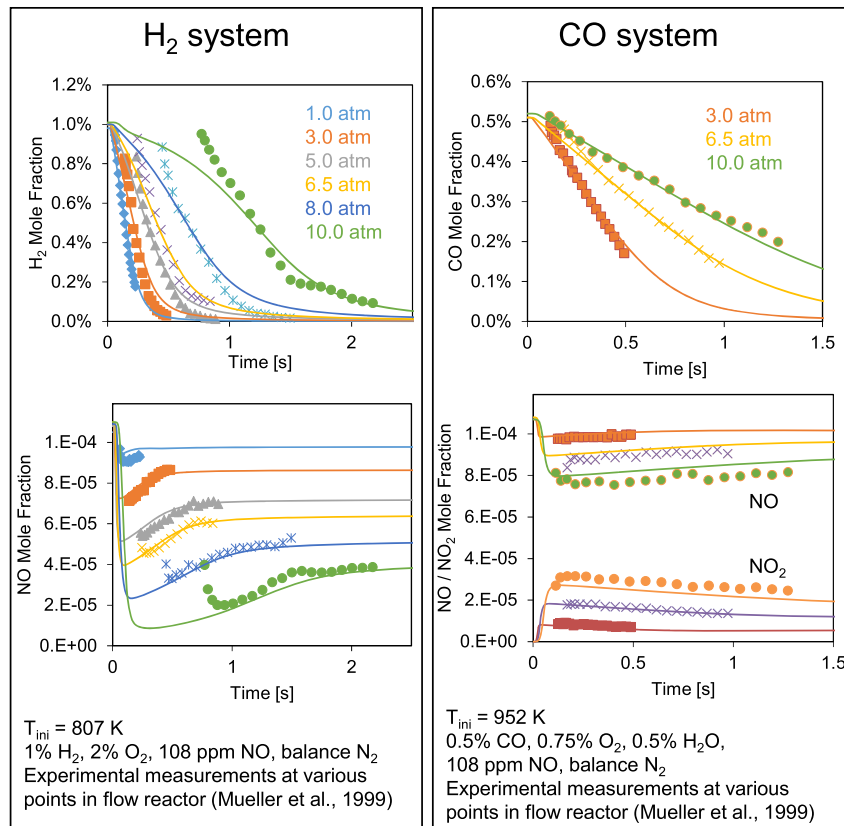 H₂ system
1.2%
1.0%
0.8%
0.6%
0.4%
0.2%
0.0%
H₂ Mole Fraction
1.0 atm
3.0 atm
5.0 atm
6.5 atm
8.0 atm
10.0 atm
0 1 2
Time [s]
1.E-04
8.E-05
6.E-05
4.E-05
2.E-05
0.E+00
NO Mole Fraction
0 1 2
Time [s]
T_ini = 807 K
1% H₂, 2% O₂, 108 ppm NO, balance N₂
Experimental measurements at various
points in flow reactor (Mueller et al., 1999)
CO system
0.6%
0.5%
0.4%
0.3%
0.2%
0.1%
0.0%
CO Mole Fraction
3.0 atm
6.5 atm
10.0 atm
0 0.5 1 1.5
Time [s]
1.E-04
8.E-05
6.E-05
4.E-05
2.E-05
0.E+00
NO / NO₂ Mole Fraction
NO
NO₂
0 0.5 1 1.5
Time [s]
T_ini = 952 K
0.5% CO, 0.75% O₂, 0.5% H₂O,
108 ppm NO, balance N₂
Experimental measurements at various
points in flow reactor (Mueller et al., 1999)